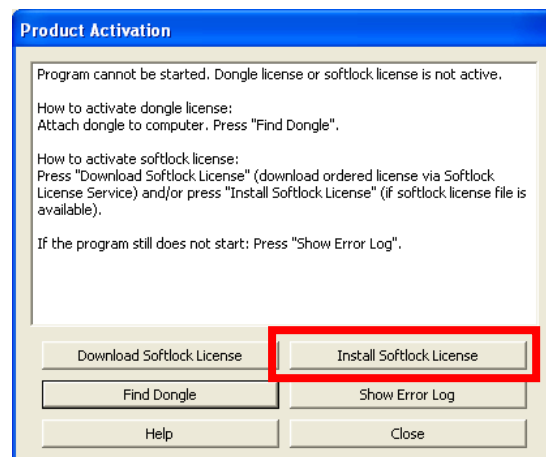 Product Activation
Program cannot be started. Dongle license or softlock license is not active.
How to activate dongle license:
Attach dongle to computer. Press "Find Dongle".
How to activate softlock license:
Press "Download Softlock License" (download ordered license via Softlock
License Service) and/or press "Install Softlock License" (if softlock license file is
available).
If the program still does not start: Press "Show Error Log".
Download Softlock License
Install Softlock License
Find Dongle
Show Error Log
Help
Close